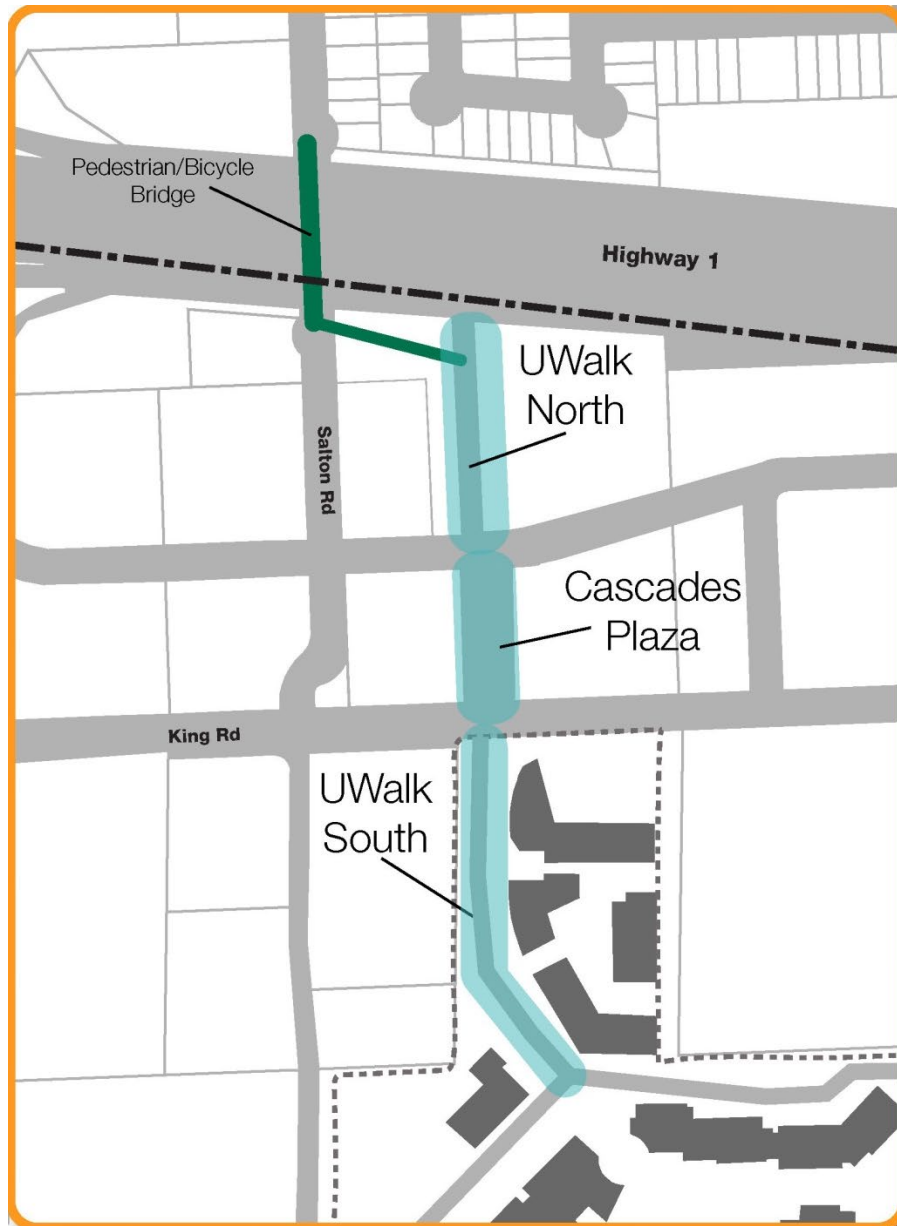 Pedestrian/Bicycle
Bridge
Highway 1
UWalk
North
Salton Rd
Cascades
Plaza
King Rd
UWalk
South